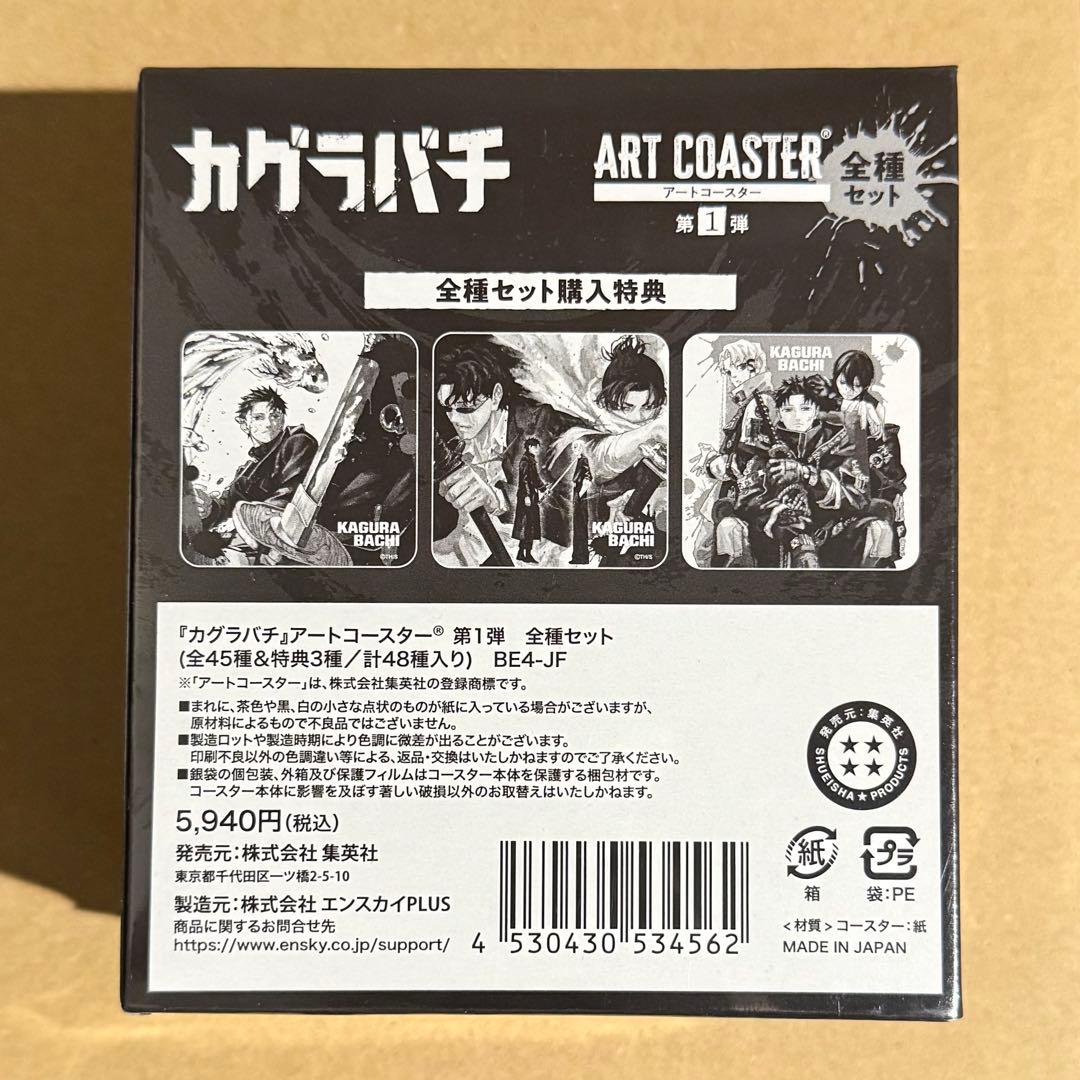 カグラバチ
ART COASTER®
アートコースター
第1弾
全種
セット
全種セット購入特典
KAGURA
BACHI
©TH/S
KAGURA
BACHI
©TH/S
KAGURA
BACHI
『カグラバチ』アートコースター® 第1弾 全種セット
(全45種&特典3種/計48種入り) BE4-JF
※「アートコースター」は、株式会社集英社の登録商標です。
■まれに、茶色や黒、白の小さな点状のものが紙に入っている場合がございますが、
原材料によるもので不良品ではございません。
■製造ロットや製造時期により色調に微差が出ることがございます。
印刷不良以外の色調違い等による、返品・交換はいたしかねますのでご了承ください。
■銀袋の個包装、外箱及び保護フィルムはコースター本体を保護する梱包材です。
コースター本体に影響を及ぼす著しい破損以外のお取替えはいたしかねます。
5,940円(税込)
発売元:株式会社 集英社
東京都千代田区一ツ橋2-5-10
製造元:株式会社 エンスカイPLUS
商品に関するお問合せ先
https://www.ensky.co.jp/support/
4 530430 534562
発売元:集英社
SHUEISHA★PRODUCTS
紙
箱
プラ
袋:PE
<材質>コースター:紙
MADE IN JAPAN